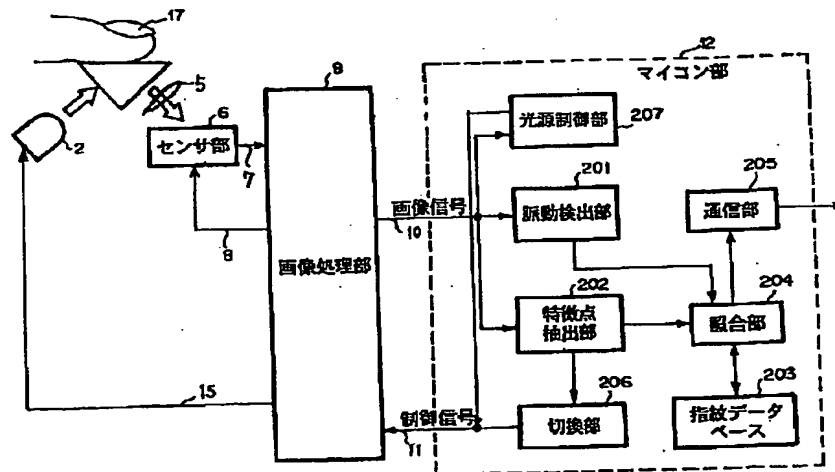 17
12
9
マイコン部
5
6
光源制御部
207
センサ部
2
7
201
205
画像信号
脈動検出部
通信部
8
10
画像処理部
202
204
特徴点
抽出部
照合部
15
206
203
制御信号
切換部
指紋データ
ベース
11